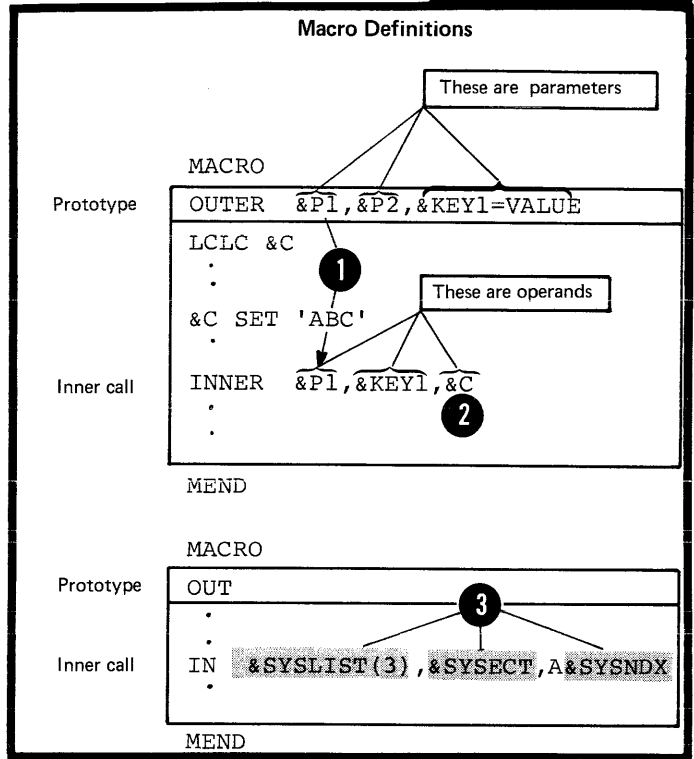 Macro Definitions
These are parameters
MACRO
Prototype OUTER &P1,&P2,&KEY1=VALUE
LCLC &C
.
.
1
These are operands
&C SET 'ABC'
.
Inner call INNER &P1,&KEY1,&C
2
.
.
MEND
MACRO
Prototype OUT
3
.
.
Inner call IN &SYSLIST(3),&SYSECT,A&SYSNDX
.
MEND